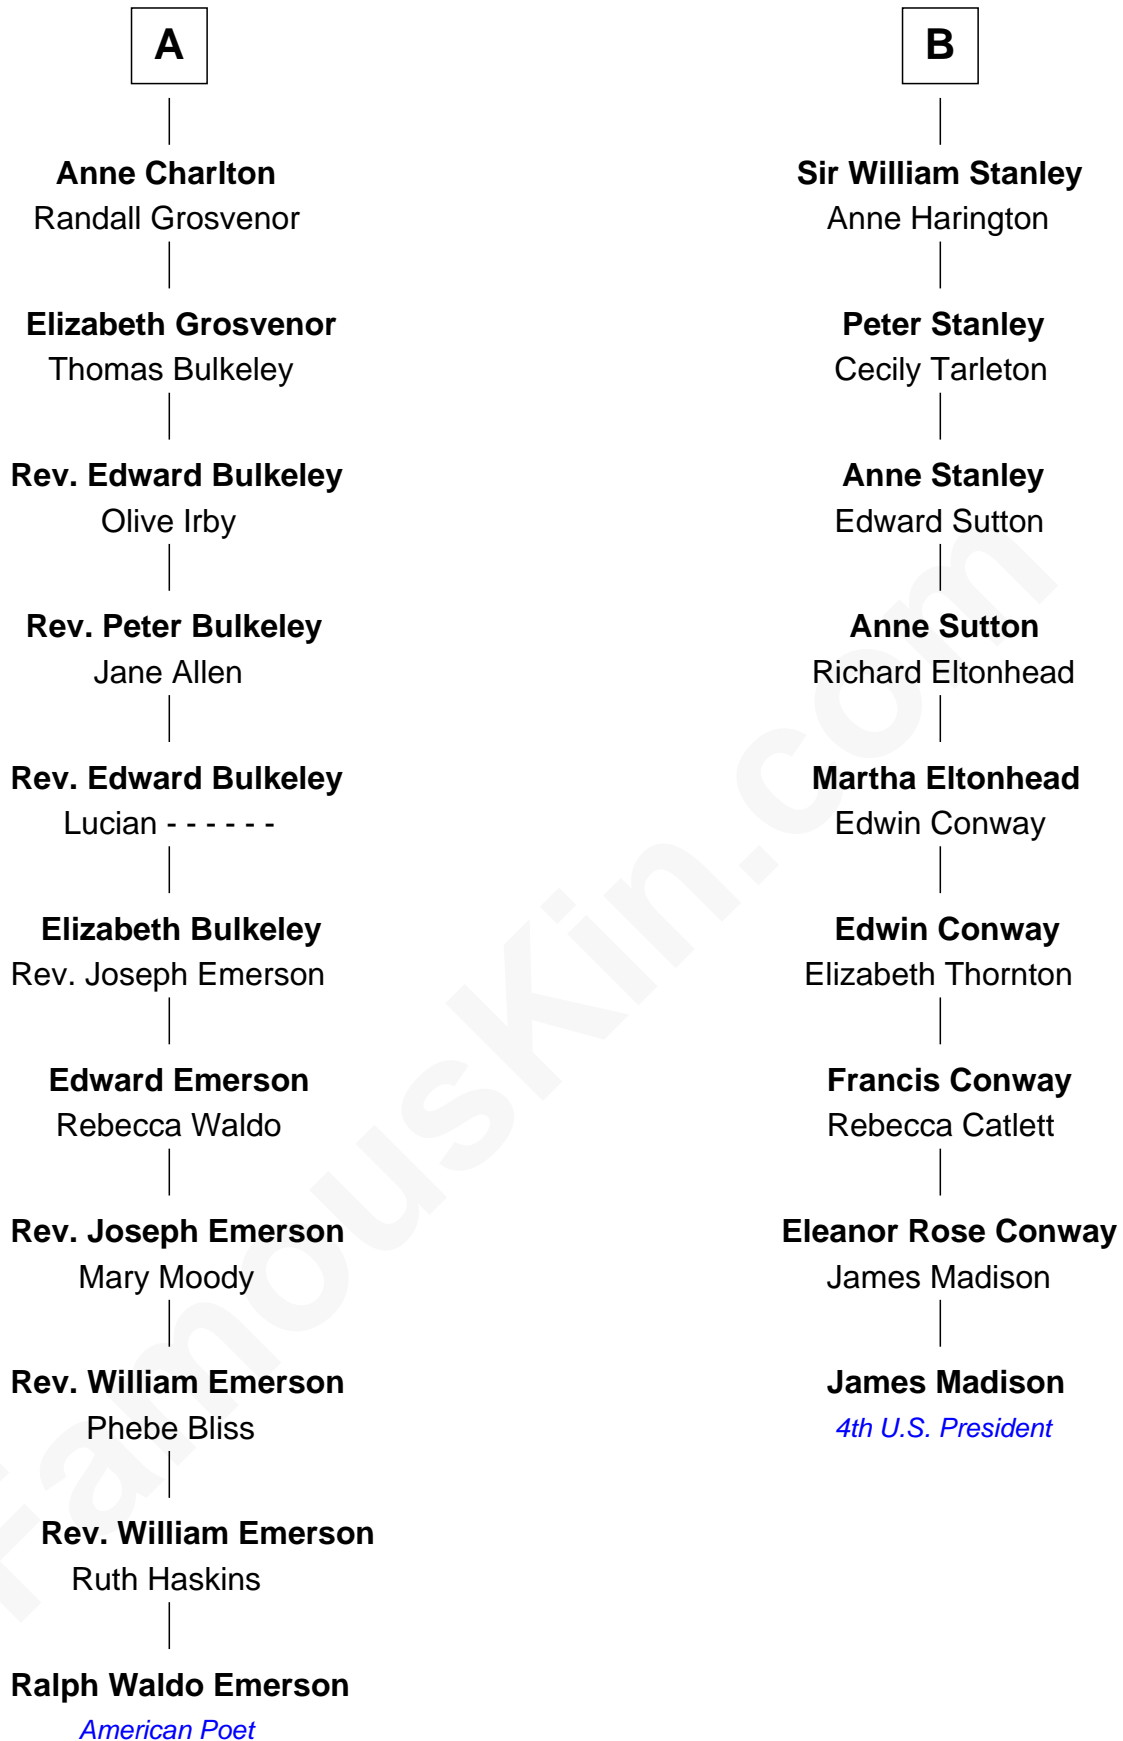 A
Anne Charlton
Randall Grosvenor
Elizabeth Grosvenor
Thomas Bulkeley
Rev. Edward Bulkeley
Olive Irby
Rev. Peter Bulkeley
Jane Allen
Rev. Edward Bulkeley
Lucian - - - - - -
Elizabeth Bulkeley
Rev. Joseph Emerson
Edward Emerson
Rebecca Waldo
Rev. Joseph Emerson
Mary Moody
Rev. William Emerson
Phebe Bliss
Rev. William Emerson
Ruth Haskins
Ralph Waldo Emerson
American Poet
B
Sir William Stanley
Anne Harington
Peter Stanley
Cecily Tarleton
Anne Stanley
Edward Sutton
Anne Sutton
Richard Eltonhead
Martha Eltonhead
Edwin Conway
Edwin Conway
Elizabeth Thornton
Francis Conway
Rebecca Catlett
Eleanor Rose Conway
James Madison
James Madison
4th U.S. President
FamousKin.com